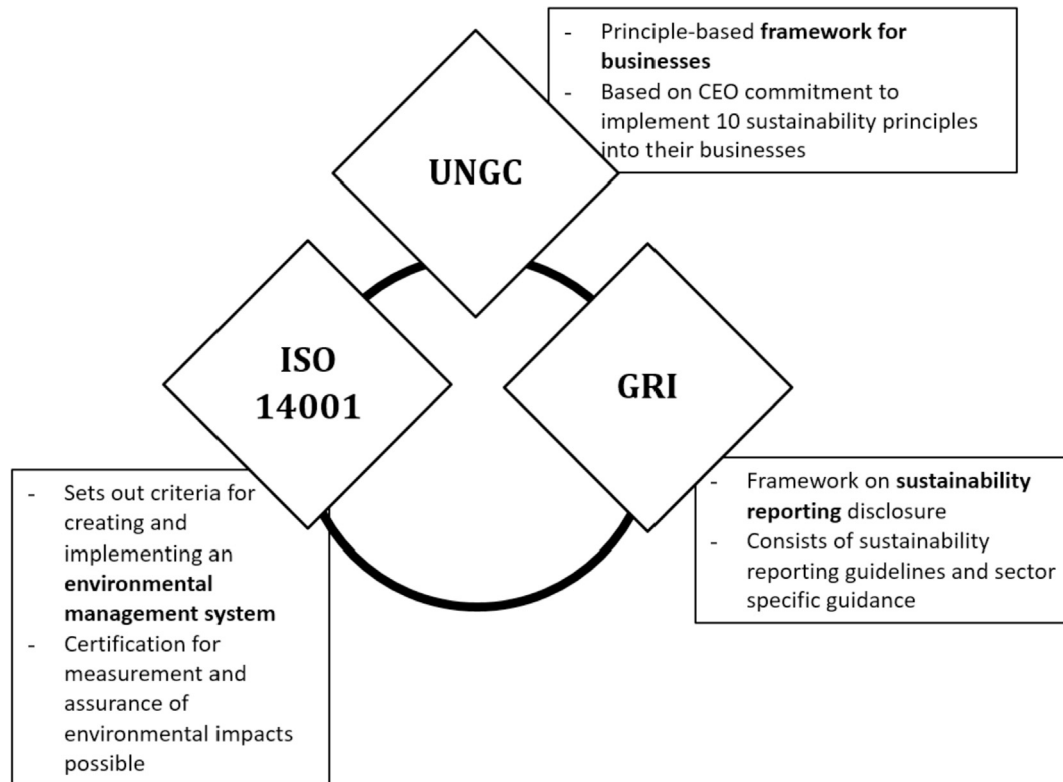 - Principle-based framework for
businesses
- Based on CEO commitment to
implement 10 sustainability principles
into their businesses
UNGC
ISO
14001
GRI
- Sets out criteria for
creating and
implementing an
environmental
management system
- Certification for
measurement and
assurance of
environmental impacts
possible
- Framework on sustainability
reporting disclosure
- Consists of sustainability
reporting guidelines and sector
specific guidance